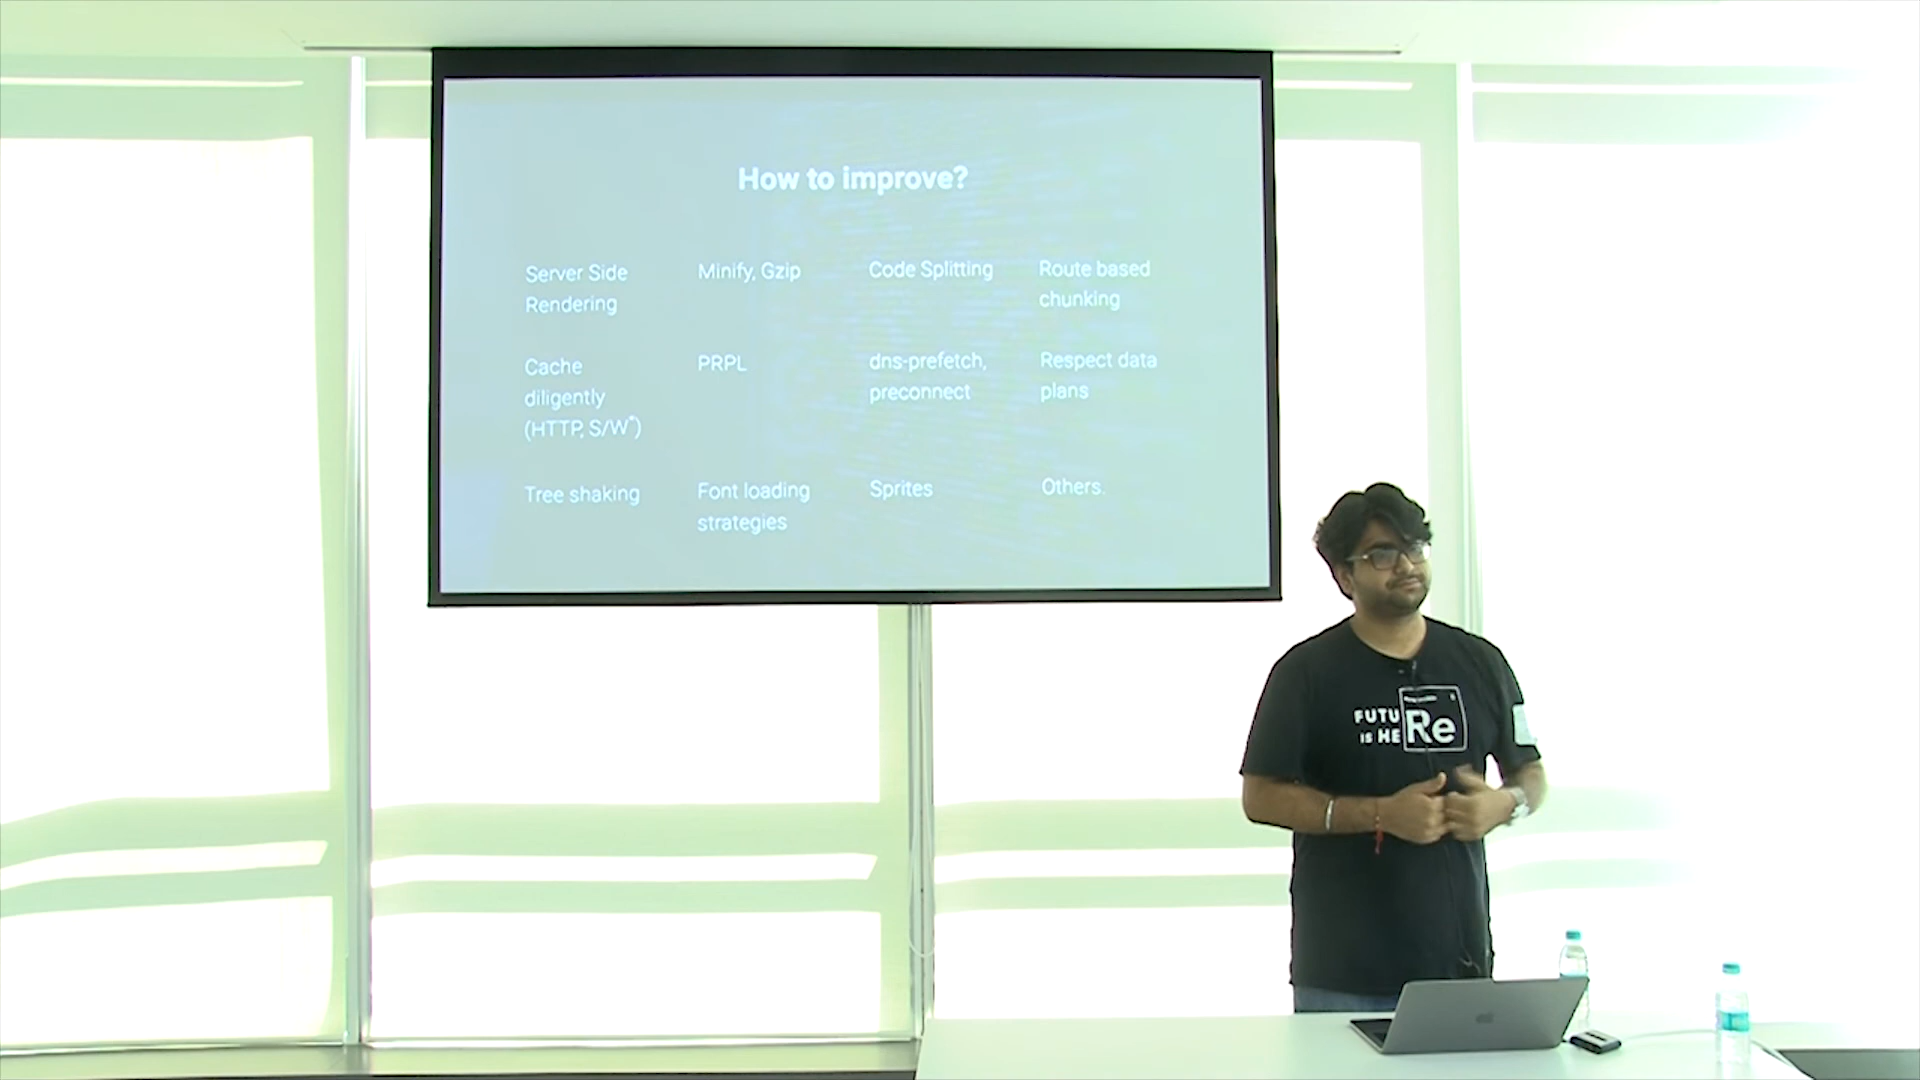 How to improve?
Server Side
Rendering
Minify, Gzip
Code Splitting
Route based
chunking
Cache
diligently
(HTTP, S/W*)
PRPL
dns-prefetch,
preconnect
Respect data
plans
Tree shaking
Font loading
strategies
Sprites
Others.
FUTU Re
IS HE